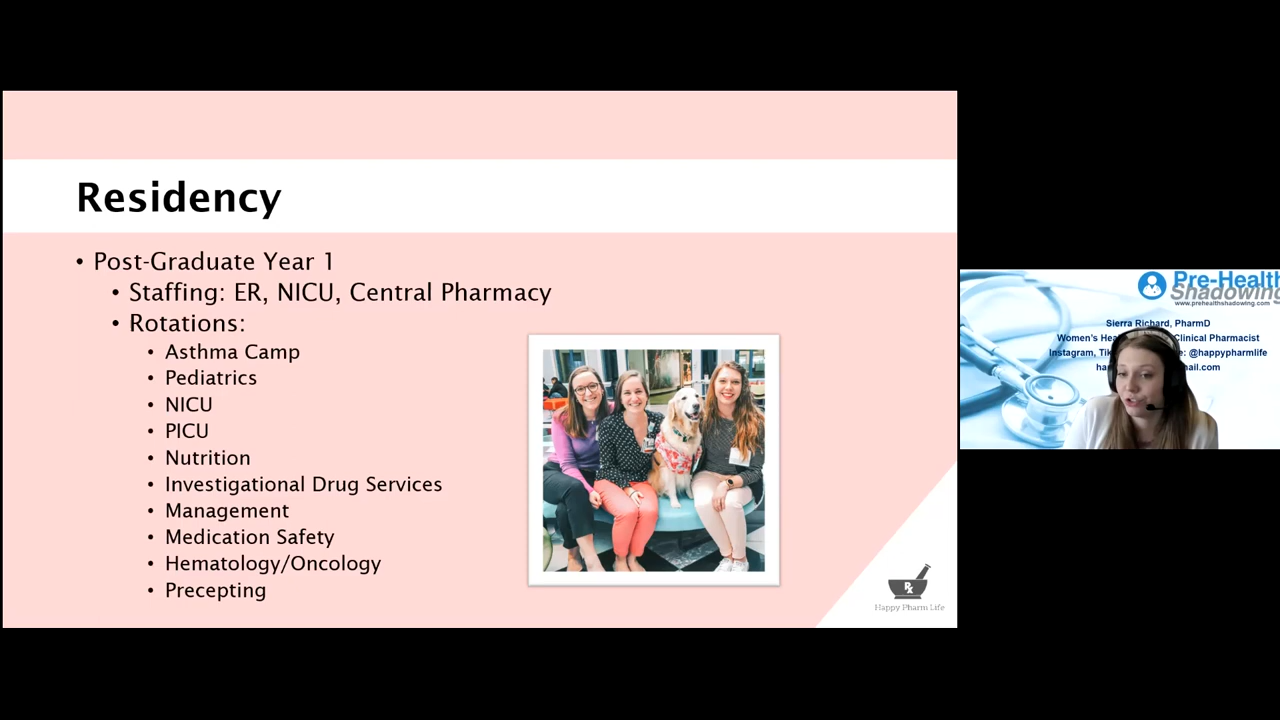 Residency
• Post-Graduate Year 1
• Staffing: ER, NICU, Central Pharmacy
• Rotations:
• Asthma Camp
• Pediatrics
• NICU
• PICU
• Nutrition
• Investigational Drug Services
• Management
• Medication Safety
• Hematology/Oncology
• Precepting
Rx
Happy Pharm Life
Pre-Health
Shadowing
www.prehealthshadowing.com
Sierra Richard, PharmD
Women's Clinical Pharmacist
Instagram, @happypharmlife